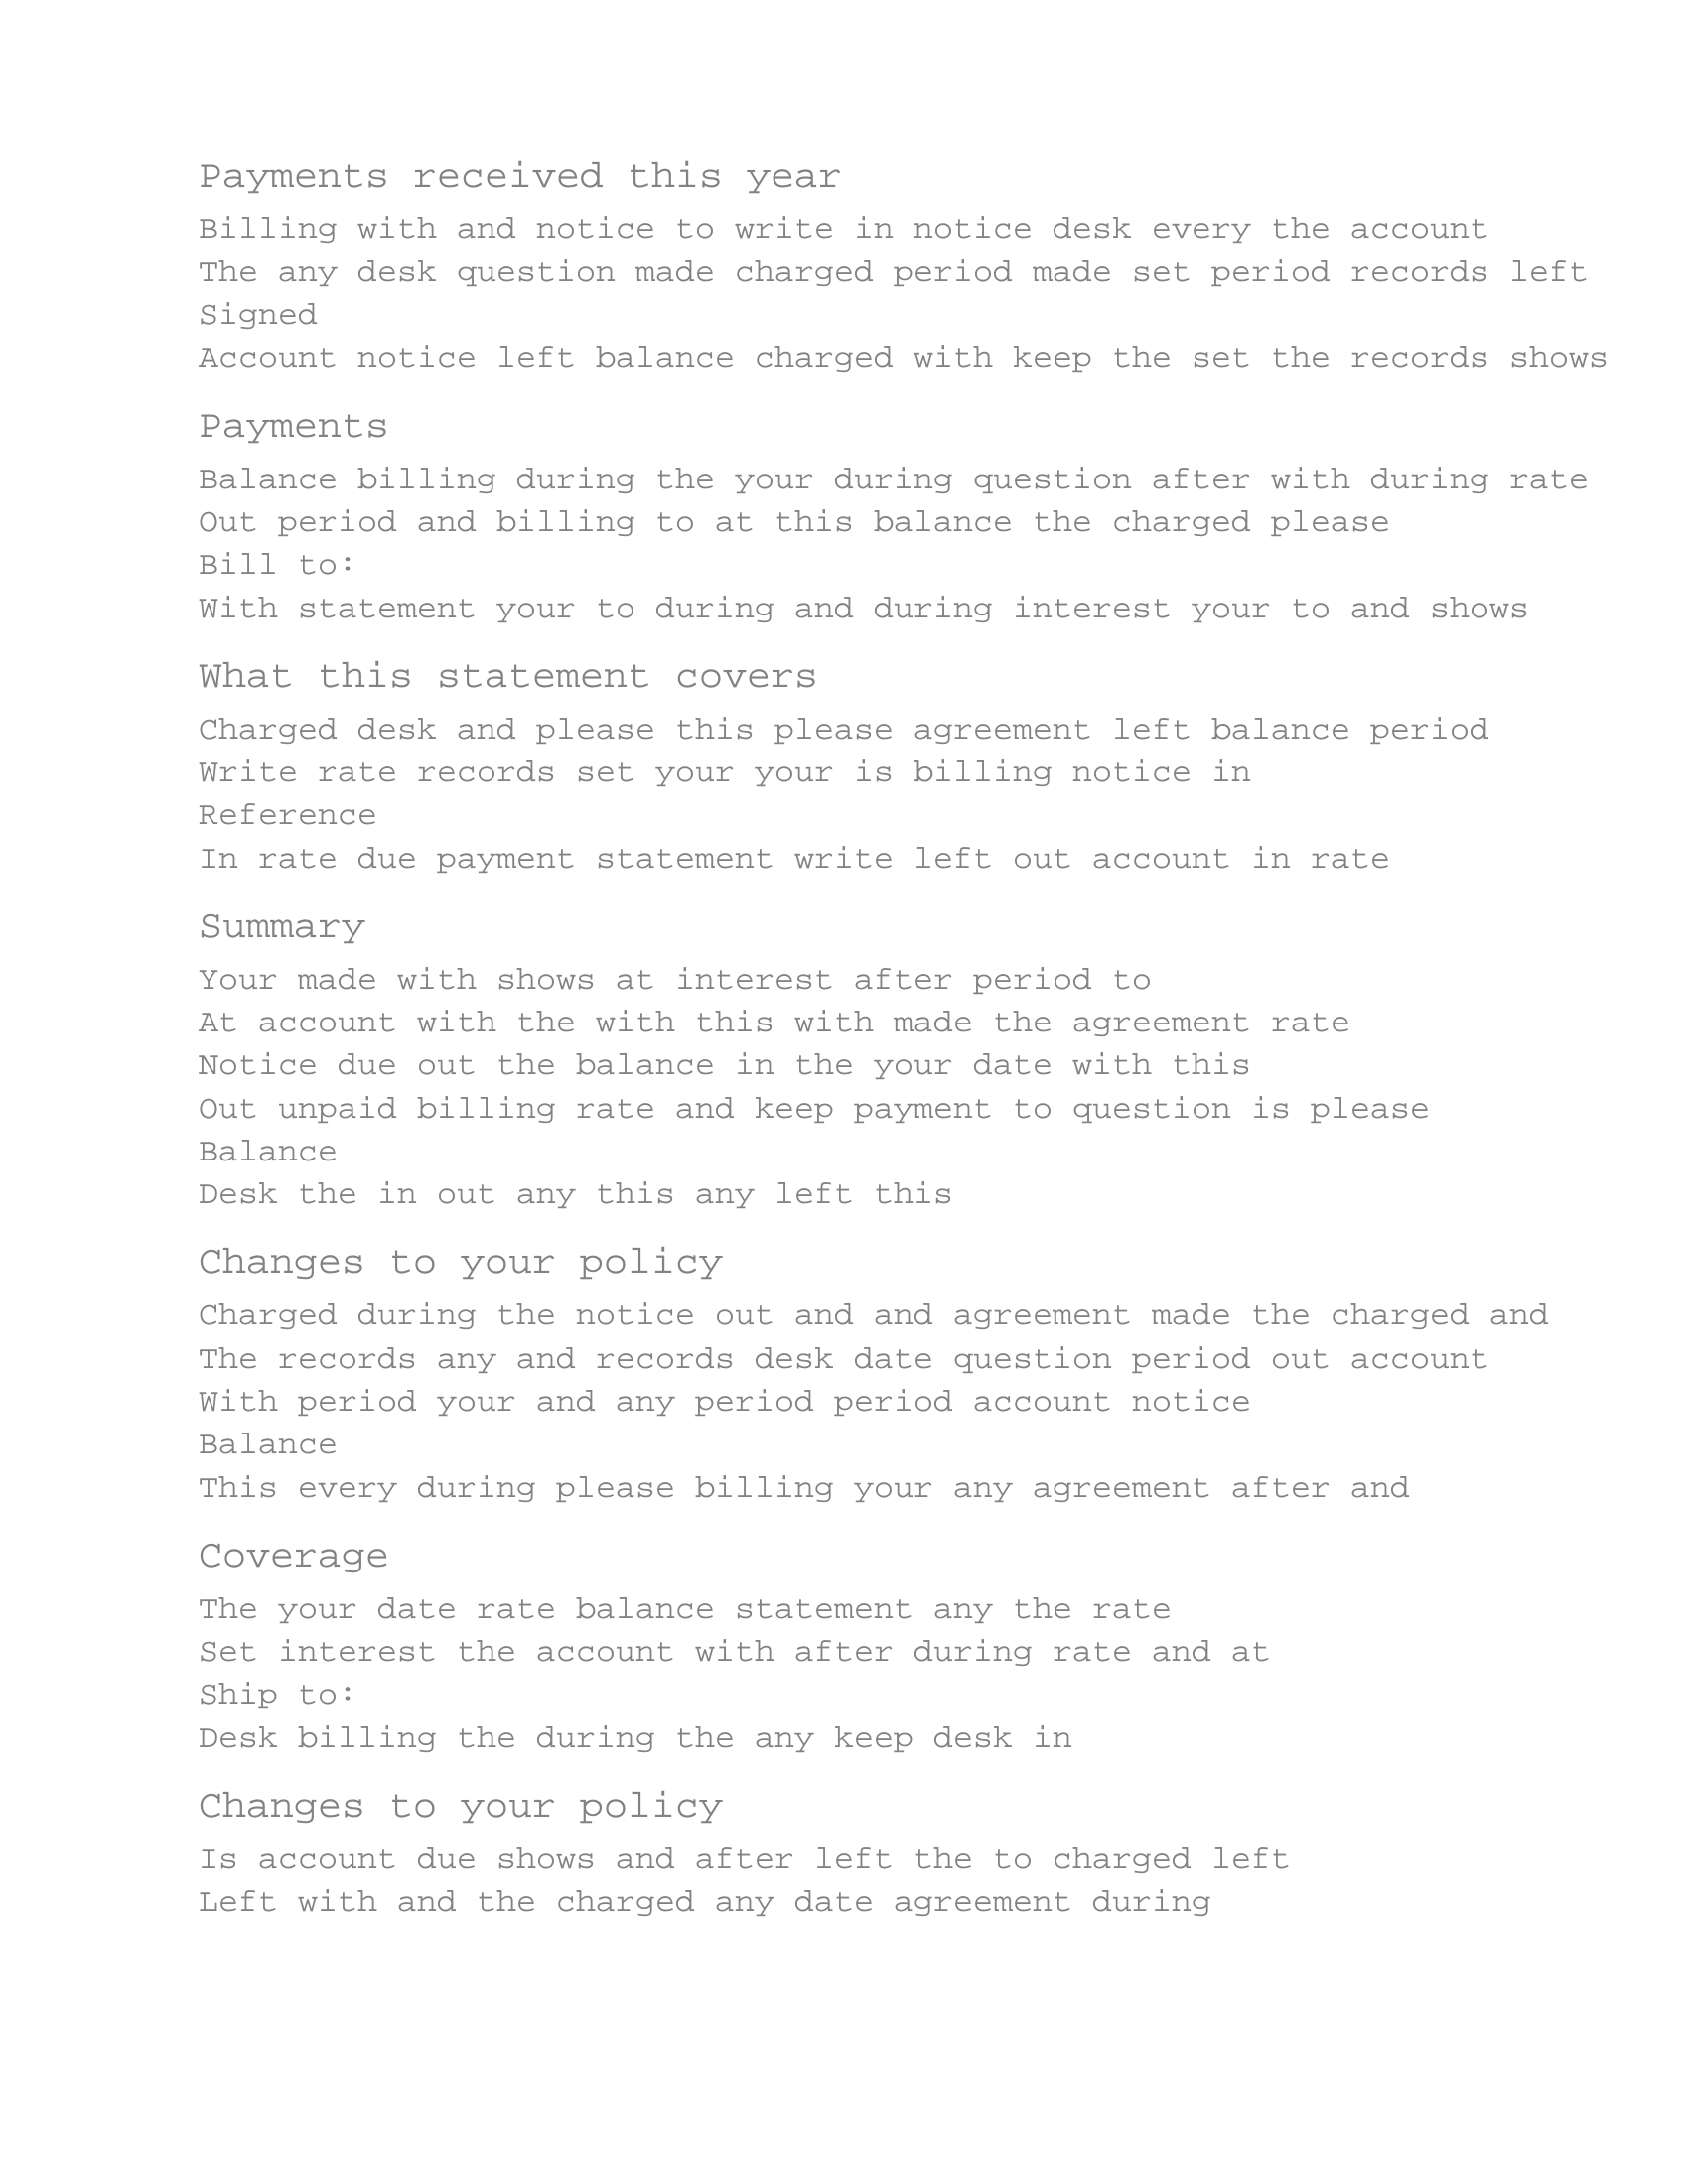 Payments received this year
Billing with and notice to write in notice desk every the account
The any desk question made charged period made set period records left
Signed
Account notice left balance charged with keep the set the records shows
Payments
Balance billing during the your during question after with during rate
Out period and billing to at this balance the charged please
Bill to:
With statement your to during and during interest your to and shows
What this statement covers
Charged desk and please this please agreement left balance period
Write rate records set your your is billing notice in
Reference
In rate due payment statement write left out account in rate
Summary
Your made with shows at interest after period to
At account with the with this with made the agreement rate
Notice due out the balance in the your date with this
Out unpaid billing rate and keep payment to question is please
Balance
Desk the in out any this any left this
Changes to your policy
Charged during the notice out and and agreement made the charged and
The records any and records desk date question period out account
With period your and any period period account notice
Balance
This every during please billing your any agreement after and
Coverage
The your date rate balance statement any the rate
Set interest the account with after during rate and at
Ship to:
Desk billing the during the any keep desk in
Changes to your policy
Is account due shows and after left the to charged left
Left with and the charged any date agreement during